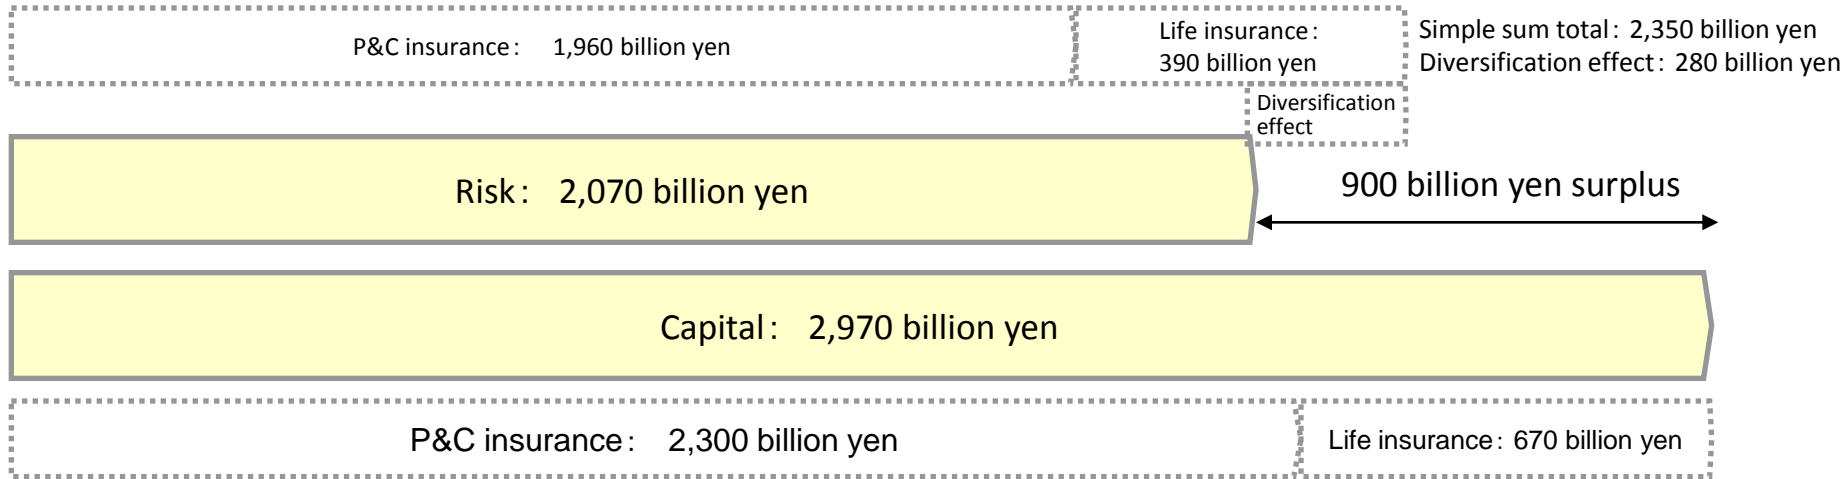 P&C insurance： 1,960 billion yen
Life insurance：
390 billion yen
Simple sum total： 2,350 billion yen
Diversification effect： 280 billion yen
Diversification
effect
Risk： 2,070 billion yen
900 billion yen surplus
Capital： 2,970 billion yen
P&C insurance： 2,300 billion yen
Life insurance： 670 billion yen